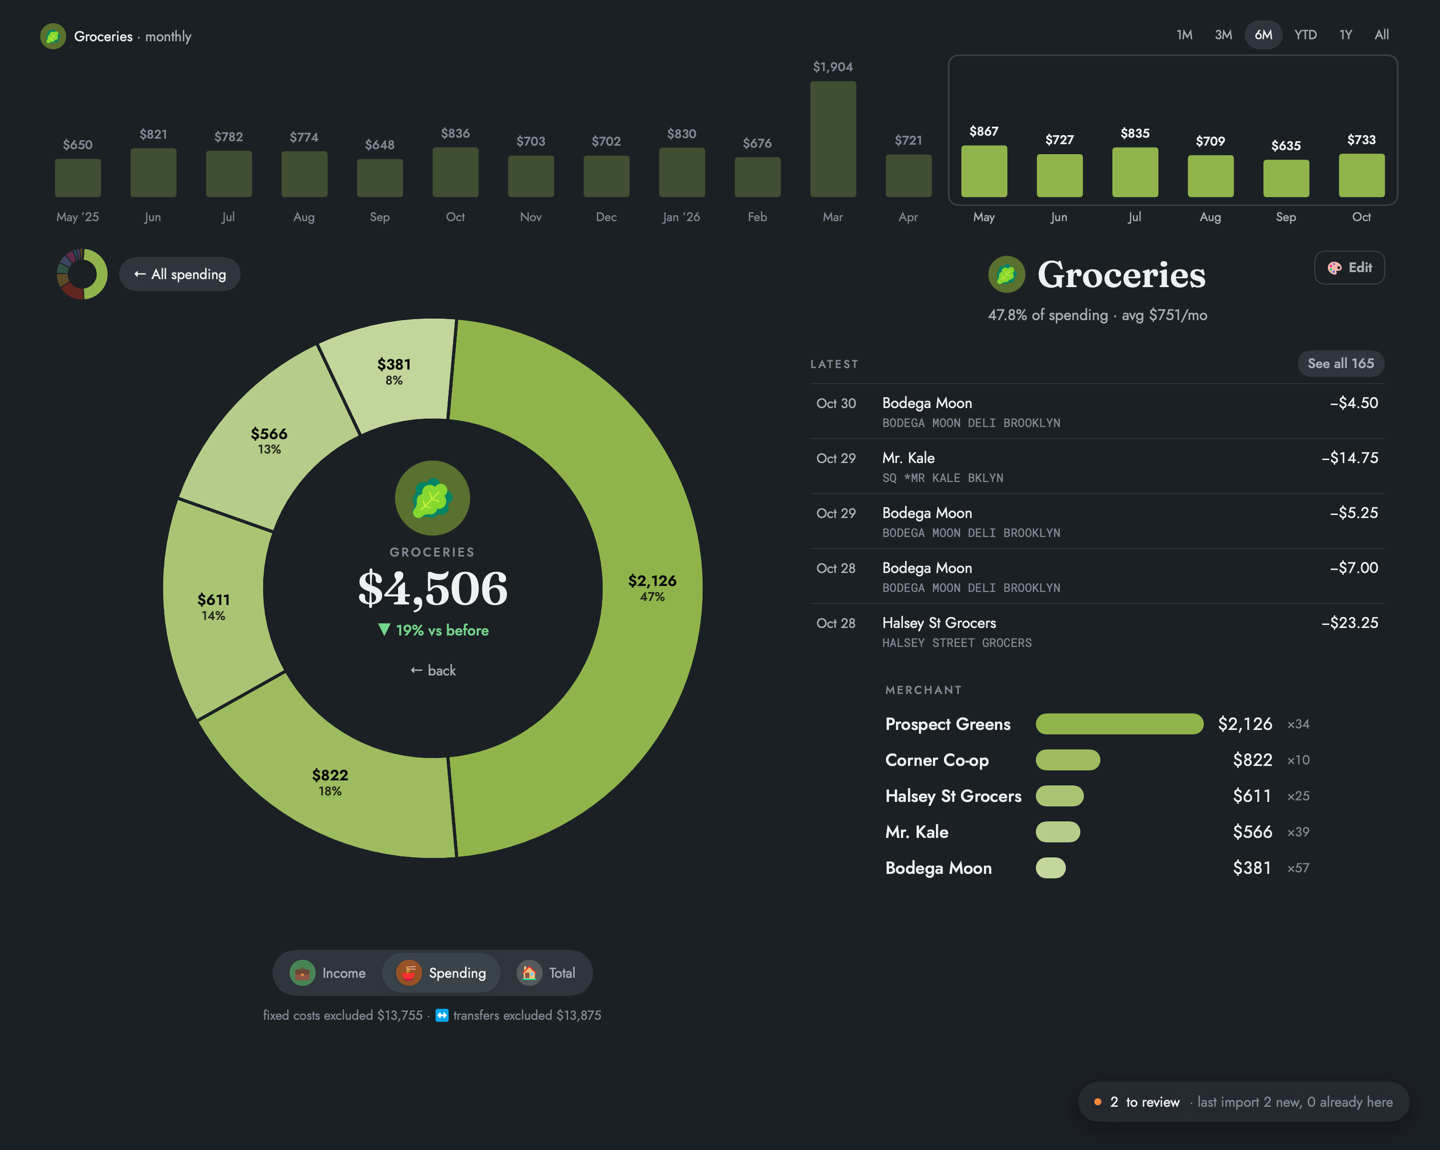 Groceries · monthly
1M 3M 6M YTD 1Y All
$650 $821 $782 $774 $648 $836 $703 $702 $830 $676 $1,904 $721 $867 $727 $835 $709 $635 $733
May ’25 Jun Jul Aug Sep Oct Nov Dec Jan ’26 Feb Mar Apr May Jun Jul Aug Sep Oct
← All spending
$381
8%
$566
13%
$611
14%
$822
18%
$2,126
47%
GROCERIES
$4,506
▼ 19% vs before
← back
Income Spending Total
fixed costs excluded $13,755 · ↔ transfers excluded $13,875
Groceries
Edit
47.8% of spending · avg $751/mo
LATEST See all 165
Oct 30 Bodega Moon –$4.50
BODEGA MOON DELI BROOKLYN
Oct 29 Mr. Kale –$14.75
SQ *MR KALE BKLYN
Oct 29 Bodega Moon –$5.25
BODEGA MOON DELI BROOKLYN
Oct 28 Bodega Moon –$7.00
BODEGA MOON DELI BROOKLYN
Oct 28 Halsey St Grocers –$23.25
HALSEY STREET GROCERS
MERCHANT
Prospect Greens $2,126 ×34
Corner Co-op $822 ×10
Halsey St Grocers $611 ×25
Mr. Kale $566 ×39
Bodega Moon $381 ×57
2 to review · last import 2 new, 0 already here